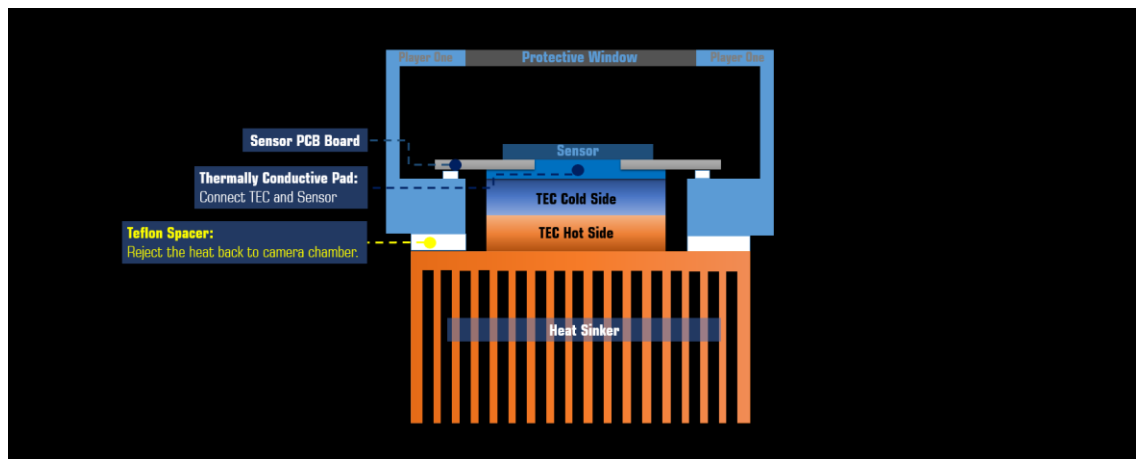 Player One
Protective Window
Player One
Sensor PCB Board
Sensor
Thermally Conductive Pad:
Connect TEC and Sensor
TEC Cold Side
Teflon Spacer:
Reject the heat back to camera chamber.
TEC Hot Side
Heat Sinker